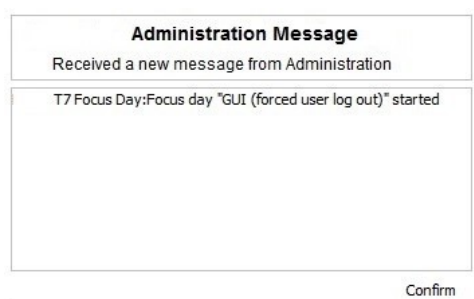 Administration Message
Received a new message from Administration
T7 Focus Day:Focus day "GUI (forced user log out)" started
Confirm